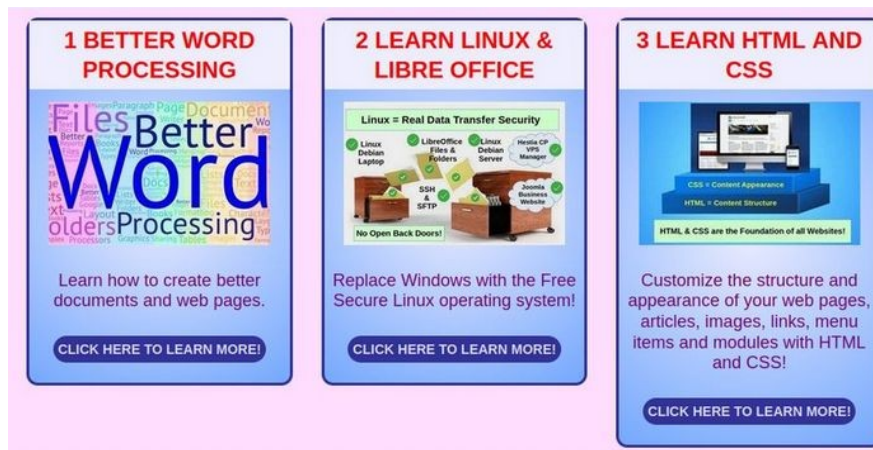 1 BETTER WORD
PROCESSING
Files
Better
Word
Processing
Learn how to create better
documents and web pages.
CLICK HERE TO LEARN MORE!
2 LEARN LINUX &
LIBRE OFFICE
Linux = Real Data Transfer Security
Linux
Debian
Laptop
LibreOffice
Files &
Folders
Linux
Debian
Server
Hestia CP
VPS
Manager
SSH
&
SFTP
Joomla
Business
Website
No Open Back Doors!
Replace Windows with the Free
Secure Linux operating system!
CLICK HERE TO LEARN MORE!
3 LEARN HTML AND
CSS
CSS = Content Appearance
HTML = Content Structure
HTML & CSS are the Foundation of all Websites!
Customize the structure and
appearance of your web pages,
articles, images, links, menu
items and modules with HTML
and CSS!
CLICK HERE TO LEARN MORE!